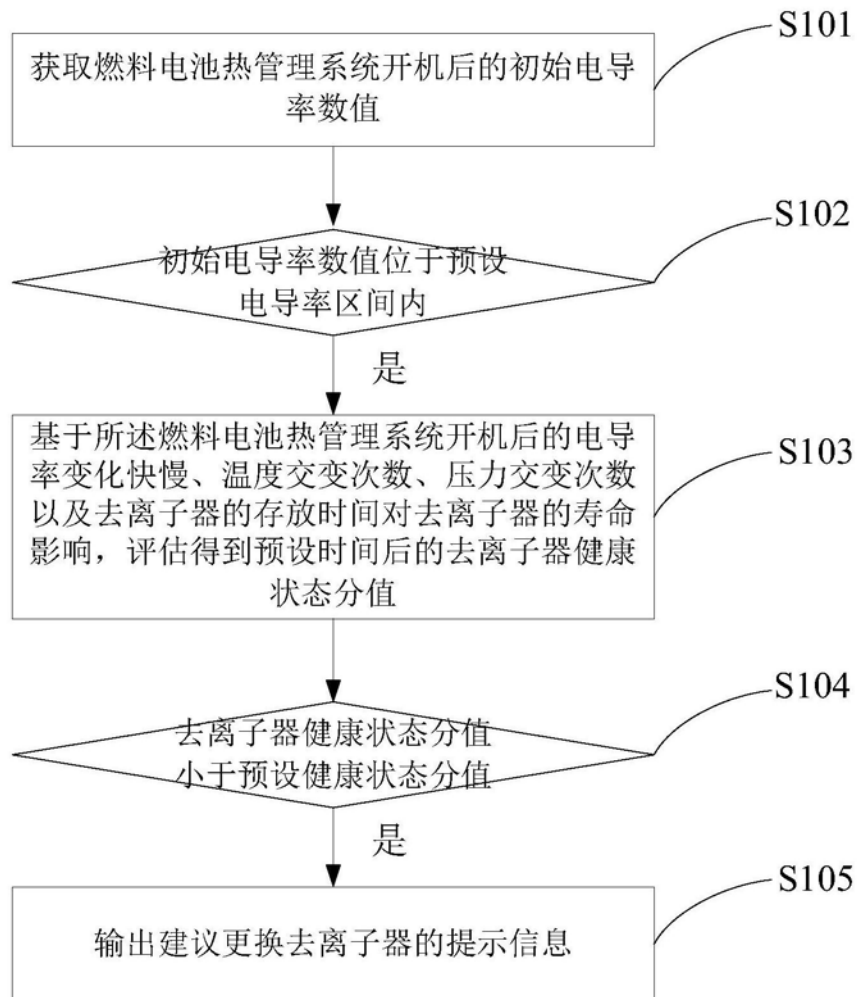 S101
获取燃料电池热管理系统开机后的初始电导
率数值
S102
初始电导率数值位于预设
电导率区间内
是
S103
基于所述燃料电池热管理系统开机后的电导
率变化快慢、温度交变次数、压力交变次数
以及去离子器的存放时间对去离子器的寿命
影响，评估得到预设时间后的去离子器健康
状态分值
S104
去离子器健康状态分值
小于预设健康状态分值
是
S105
输出建议更换去离子器的提示信息